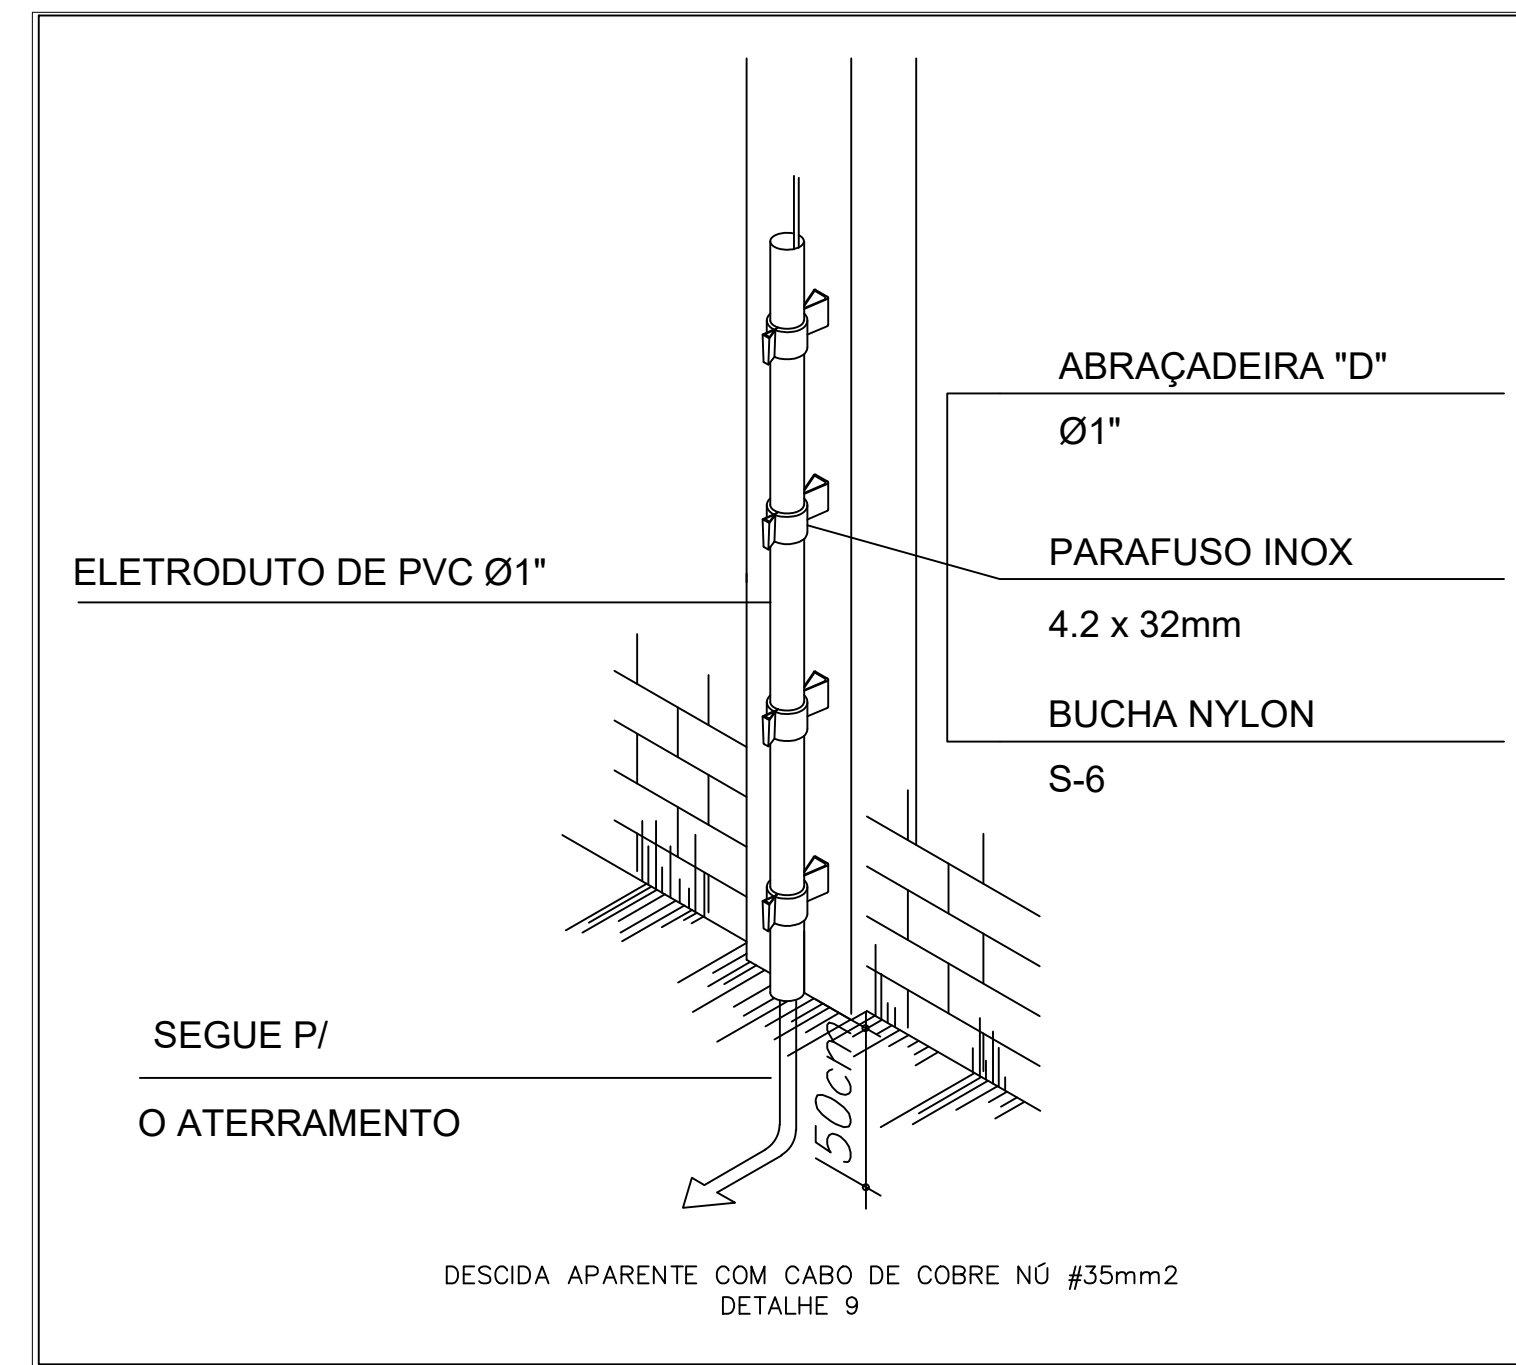 ABRAÇADEIRA "D"
Ø1"
PARAFUSO INOX
4.2 x 32mm
BUCHA NYLON
S-6
ELETRODUTO DE PVC Ø1"
SEGUE P/
O ATERRAMENTO
50cm
DESCIDA APARENTE COM CABO DE COBRE NÚ #35mm2
DETALHE 9